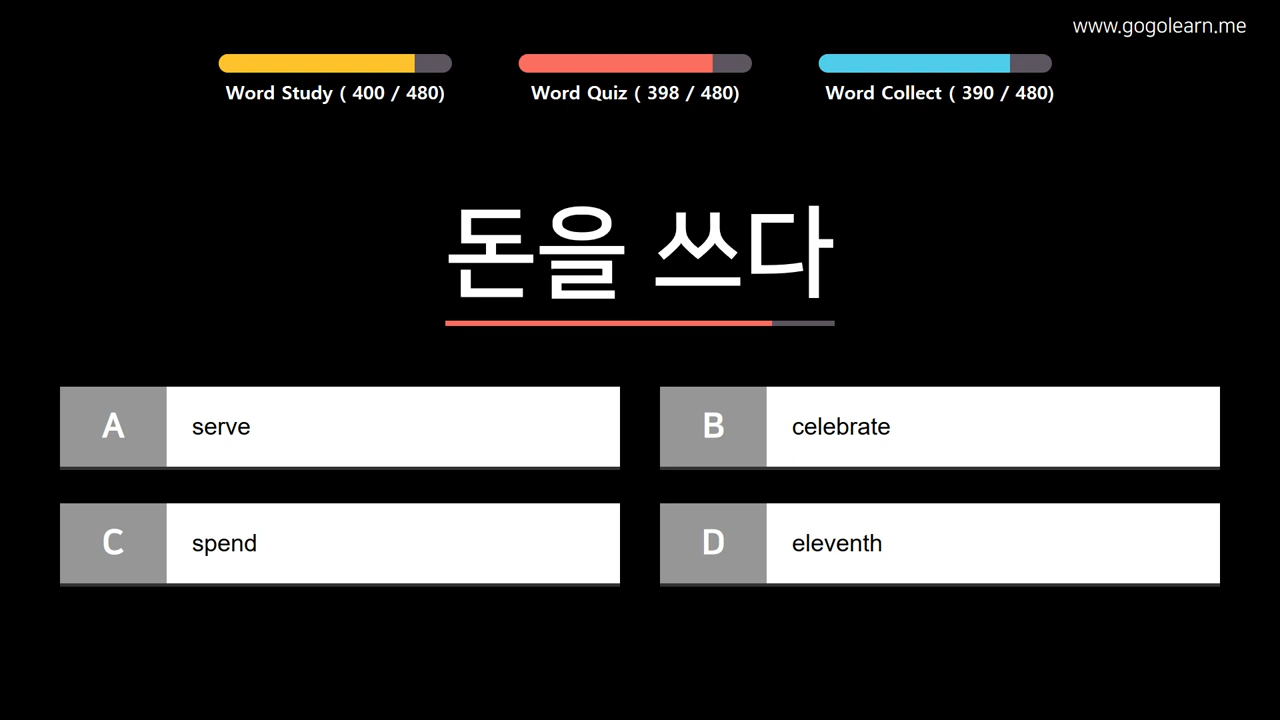 www.gogolearn.me
Word Study ( 400 / 480)
Word Quiz ( 398 / 480)
Word Collect ( 390 / 480)
돈을 쓰다
A serve
B celebrate
C spend
D eleventh